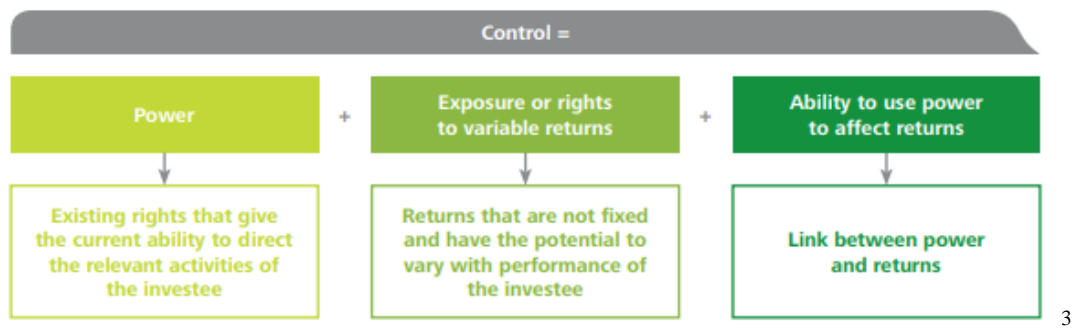 Control =
Power
+
Exposure or rights
to variable returns
+
Ability to use power
to affect returns
Existing rights that give
the current ability to direct
the relevant activities of
the investee
Returns that are not fixed
and have the potential to
vary with performance of
the investee
Link between power
and returns
3